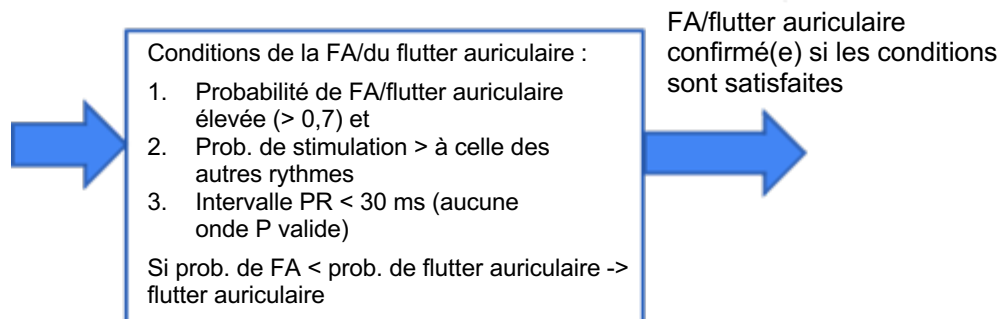 FA/flutter auriculaire
confirmé(e) si les conditions
sont satisfaites
Conditions de la FA/du flutter auriculaire :
1. Probabilité de FA/flutter auriculaire
élevée (> 0,7) et
2. Prob. de stimulation > à celle des
autres rythmes
3. Intervalle PR < 30 ms (aucune
onde P valide)
Si prob. de FA < prob. de flutter auriculaire ->
flutter auriculaire